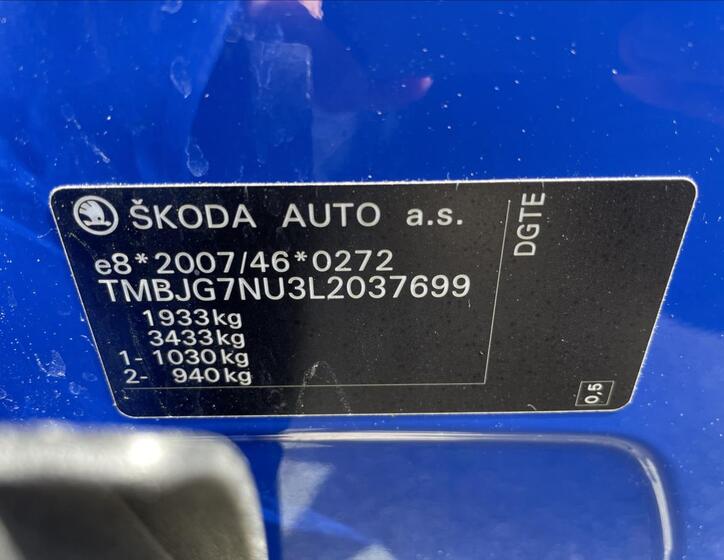 ŠKODA AUTO a.s.
e8*2007/46*0272
TMBJG7NU3L2037699
1933kg
3433kg
1- 1030kg
2- 940kg
DGTE
0,5